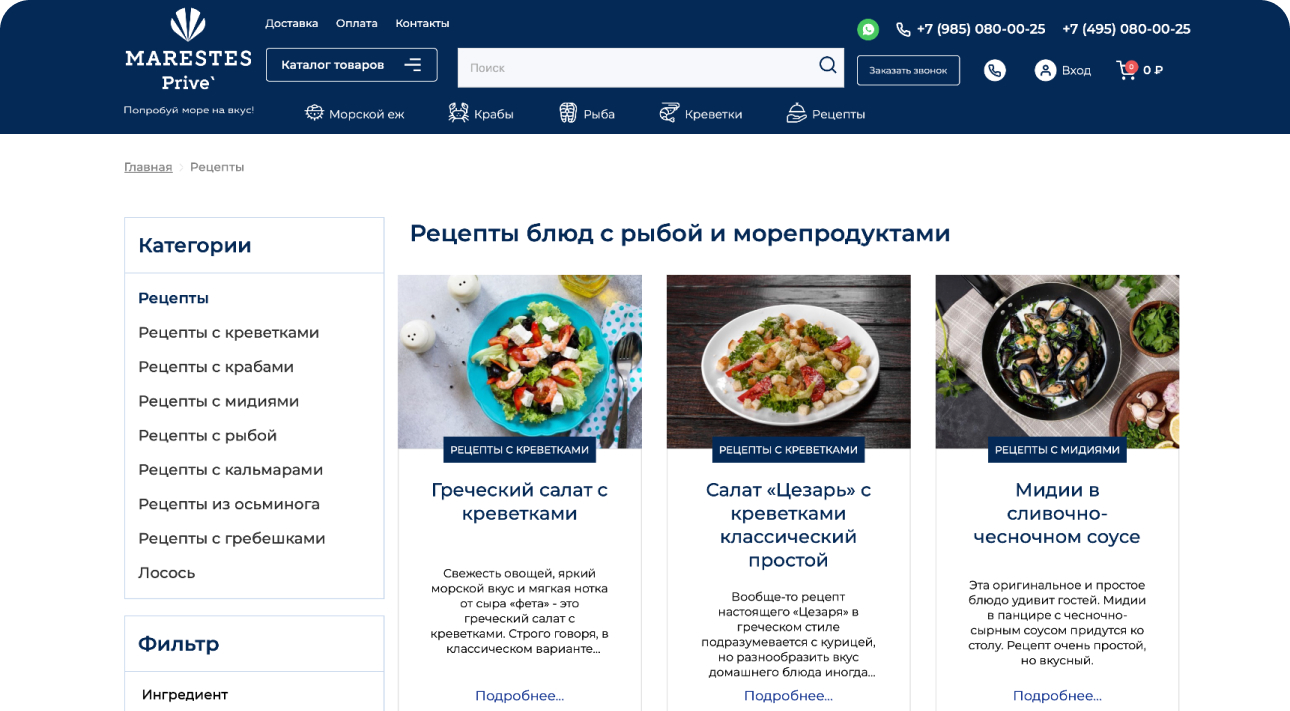 Доставка Оплата Контакты
+7 (985) 080-00-25 +7 (495) 080-00-25
MARESTES
Prive`
Попробуй море на вкус!
Каталог товаров
Поиск
Заказать звонок
Вход
0
0 ₽
Морской еж Крабы Рыба Креветки Рецепты
Главная Рецепты
Категории
Рецепты
Рецепты с креветками
Рецепты с крабами
Рецепты с мидиями
Рецепты с рыбой
Рецепты с кальмарами
Рецепты из осьминога
Рецепты с гребешками
Лосось
Фильтр
Ингредиент
Рецепты блюд с рыбой и морепродуктами
РЕЦЕПТЫ С КРЕВЕТКАМИ
Греческий салат с
креветками
Свежесть овощей, яркий
морской вкус и мягкая нотка
от сыра «фета» - это
греческий салат с
креветками. Строго говоря, в
классическом варианте...
Подробнее...
РЕЦЕПТЫ С КРЕВЕТКАМИ
Салат «Цезарь» с
креветками
классический
простой
Вообще-то рецепт
настоящего «Цезаря» в
греческом стиле
подразумевается с курицей,
но разнообразить вкус
домашнего блюда иногда...
Подробнее...
РЕЦЕПТЫ С МИДИЯМИ
Мидии в
сливочно-
чесночном соусе
Эта оригинальное и простое
блюдо удивит гостей. Мидии
в панцире с чесночно-
сырным соусом придутся ко
столу. Рецепт очень простой,
но вкусный.
Подробнее...